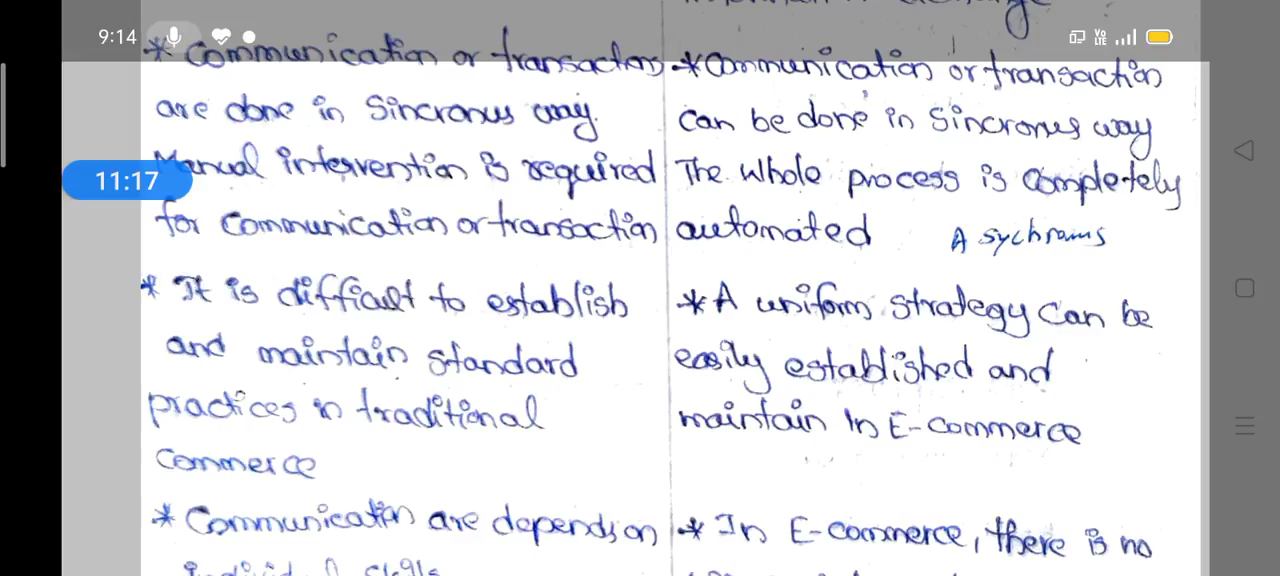 9:14
* Communication or transactions
are done in Sincronus way.
Manual intervention is required
for communication or transaction
11:17
* It is difficult to establish
and maintain standard
practices in traditional
commerce
* Communication are depends on
* Communication or transaction
can be done in Sincronus way
The whole process is completely
automated
A sychrams
* A uniform strategy can be
easily established and
maintain in E-commerce
* In E-commerce, there is no